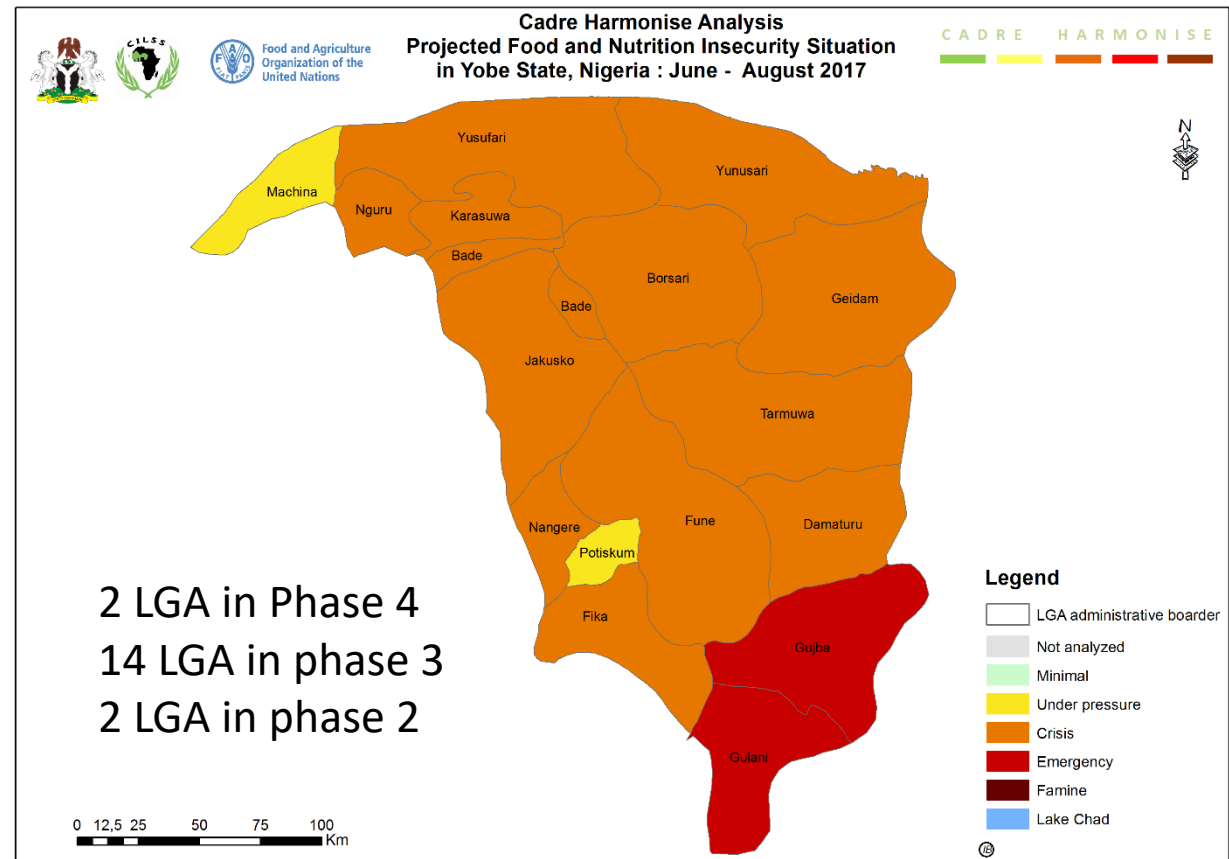 Cadre Harmonise Analysis
Projected Food and Nutrition Insecurity Situation
in Yobe State, Nigeria : June - August 2017
CILSS
FAO
FIAT PANIS
Food and Agriculture
Organization of the
United Nations
CADRE HARMONISE
N
Yusufari
Yunusari
Machina
Nguru
Karasuwa
Bade
Borsari
Geidam
Bade
Jakusko
Tarmuwa
Nangere
Fune
Damaturu
Potiskum
Fika
Gujba
Gulani
2 LGA in Phase 4
14 LGA in phase 3
2 LGA in phase 2
Legend
LGA administrative boarder
Not analyzed
Minimal
Under pressure
Crisis
Emergency
Famine
Lake Chad
0 12,5 25 50 75 100
Km